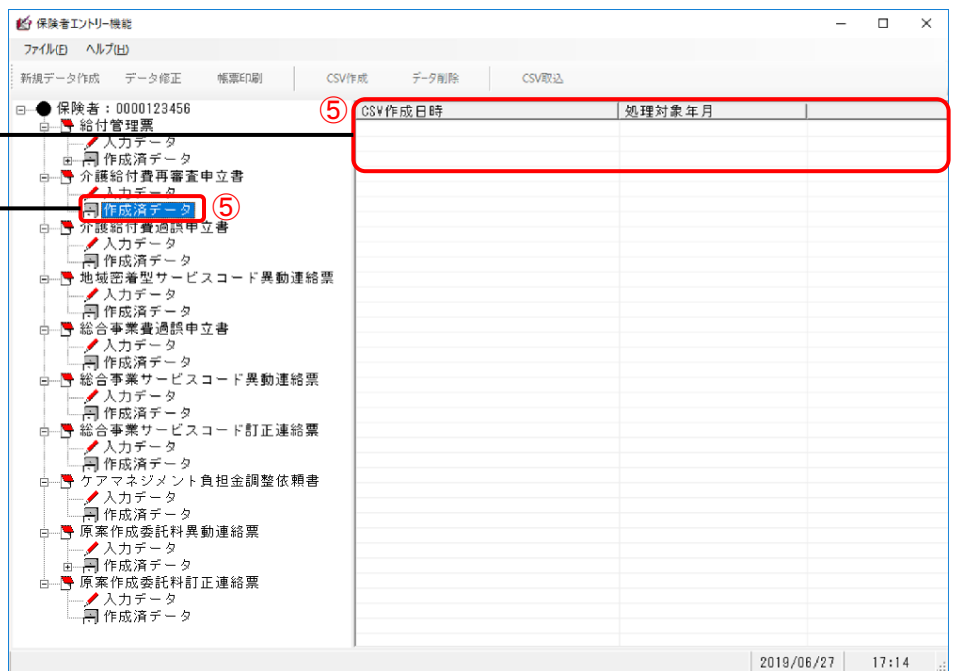 保険者エントリー機能
ファイル(F) ヘルプ(H)
新規データ作成 データ修正 帳票印刷 CSV作成 データ削除 CSV取込
保険者：0000123456
⑤ CSV作成日時 処理対象年月
給付管理票
入力データ
作成済データ
介護給付費再審査申立書
入力データ
作成済データ ⑤
介護給付費過誤申立書
入力データ
作成済データ
地域密着型サービスコード異動連絡票
入力データ
作成済データ
総合事業費過誤申立書
入力データ
作成済データ
総合事業サービスコード異動連絡票
入力データ
作成済データ
総合事業サービスコード訂正連絡票
入力データ
作成済データ
ケアマネジメント負担金調整依頼書
入力データ
作成済データ
原案作成委託料異動連絡票
入力データ
作成済データ
原案作成委託料訂正連絡票
入力データ
作成済データ
2019/06/27 17:14